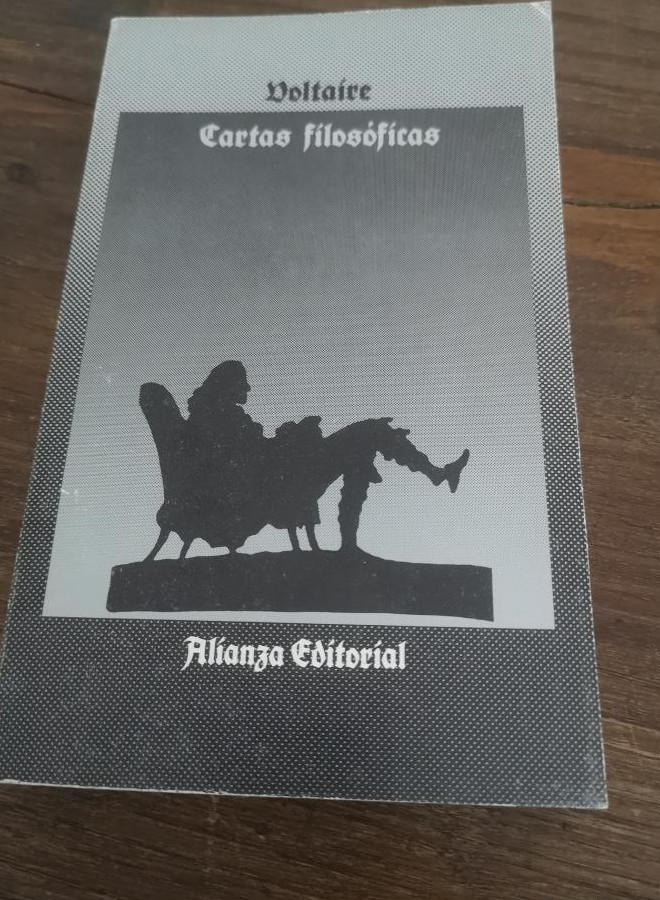 Voltaire
Cartas filosóficas
Alianza Editorial